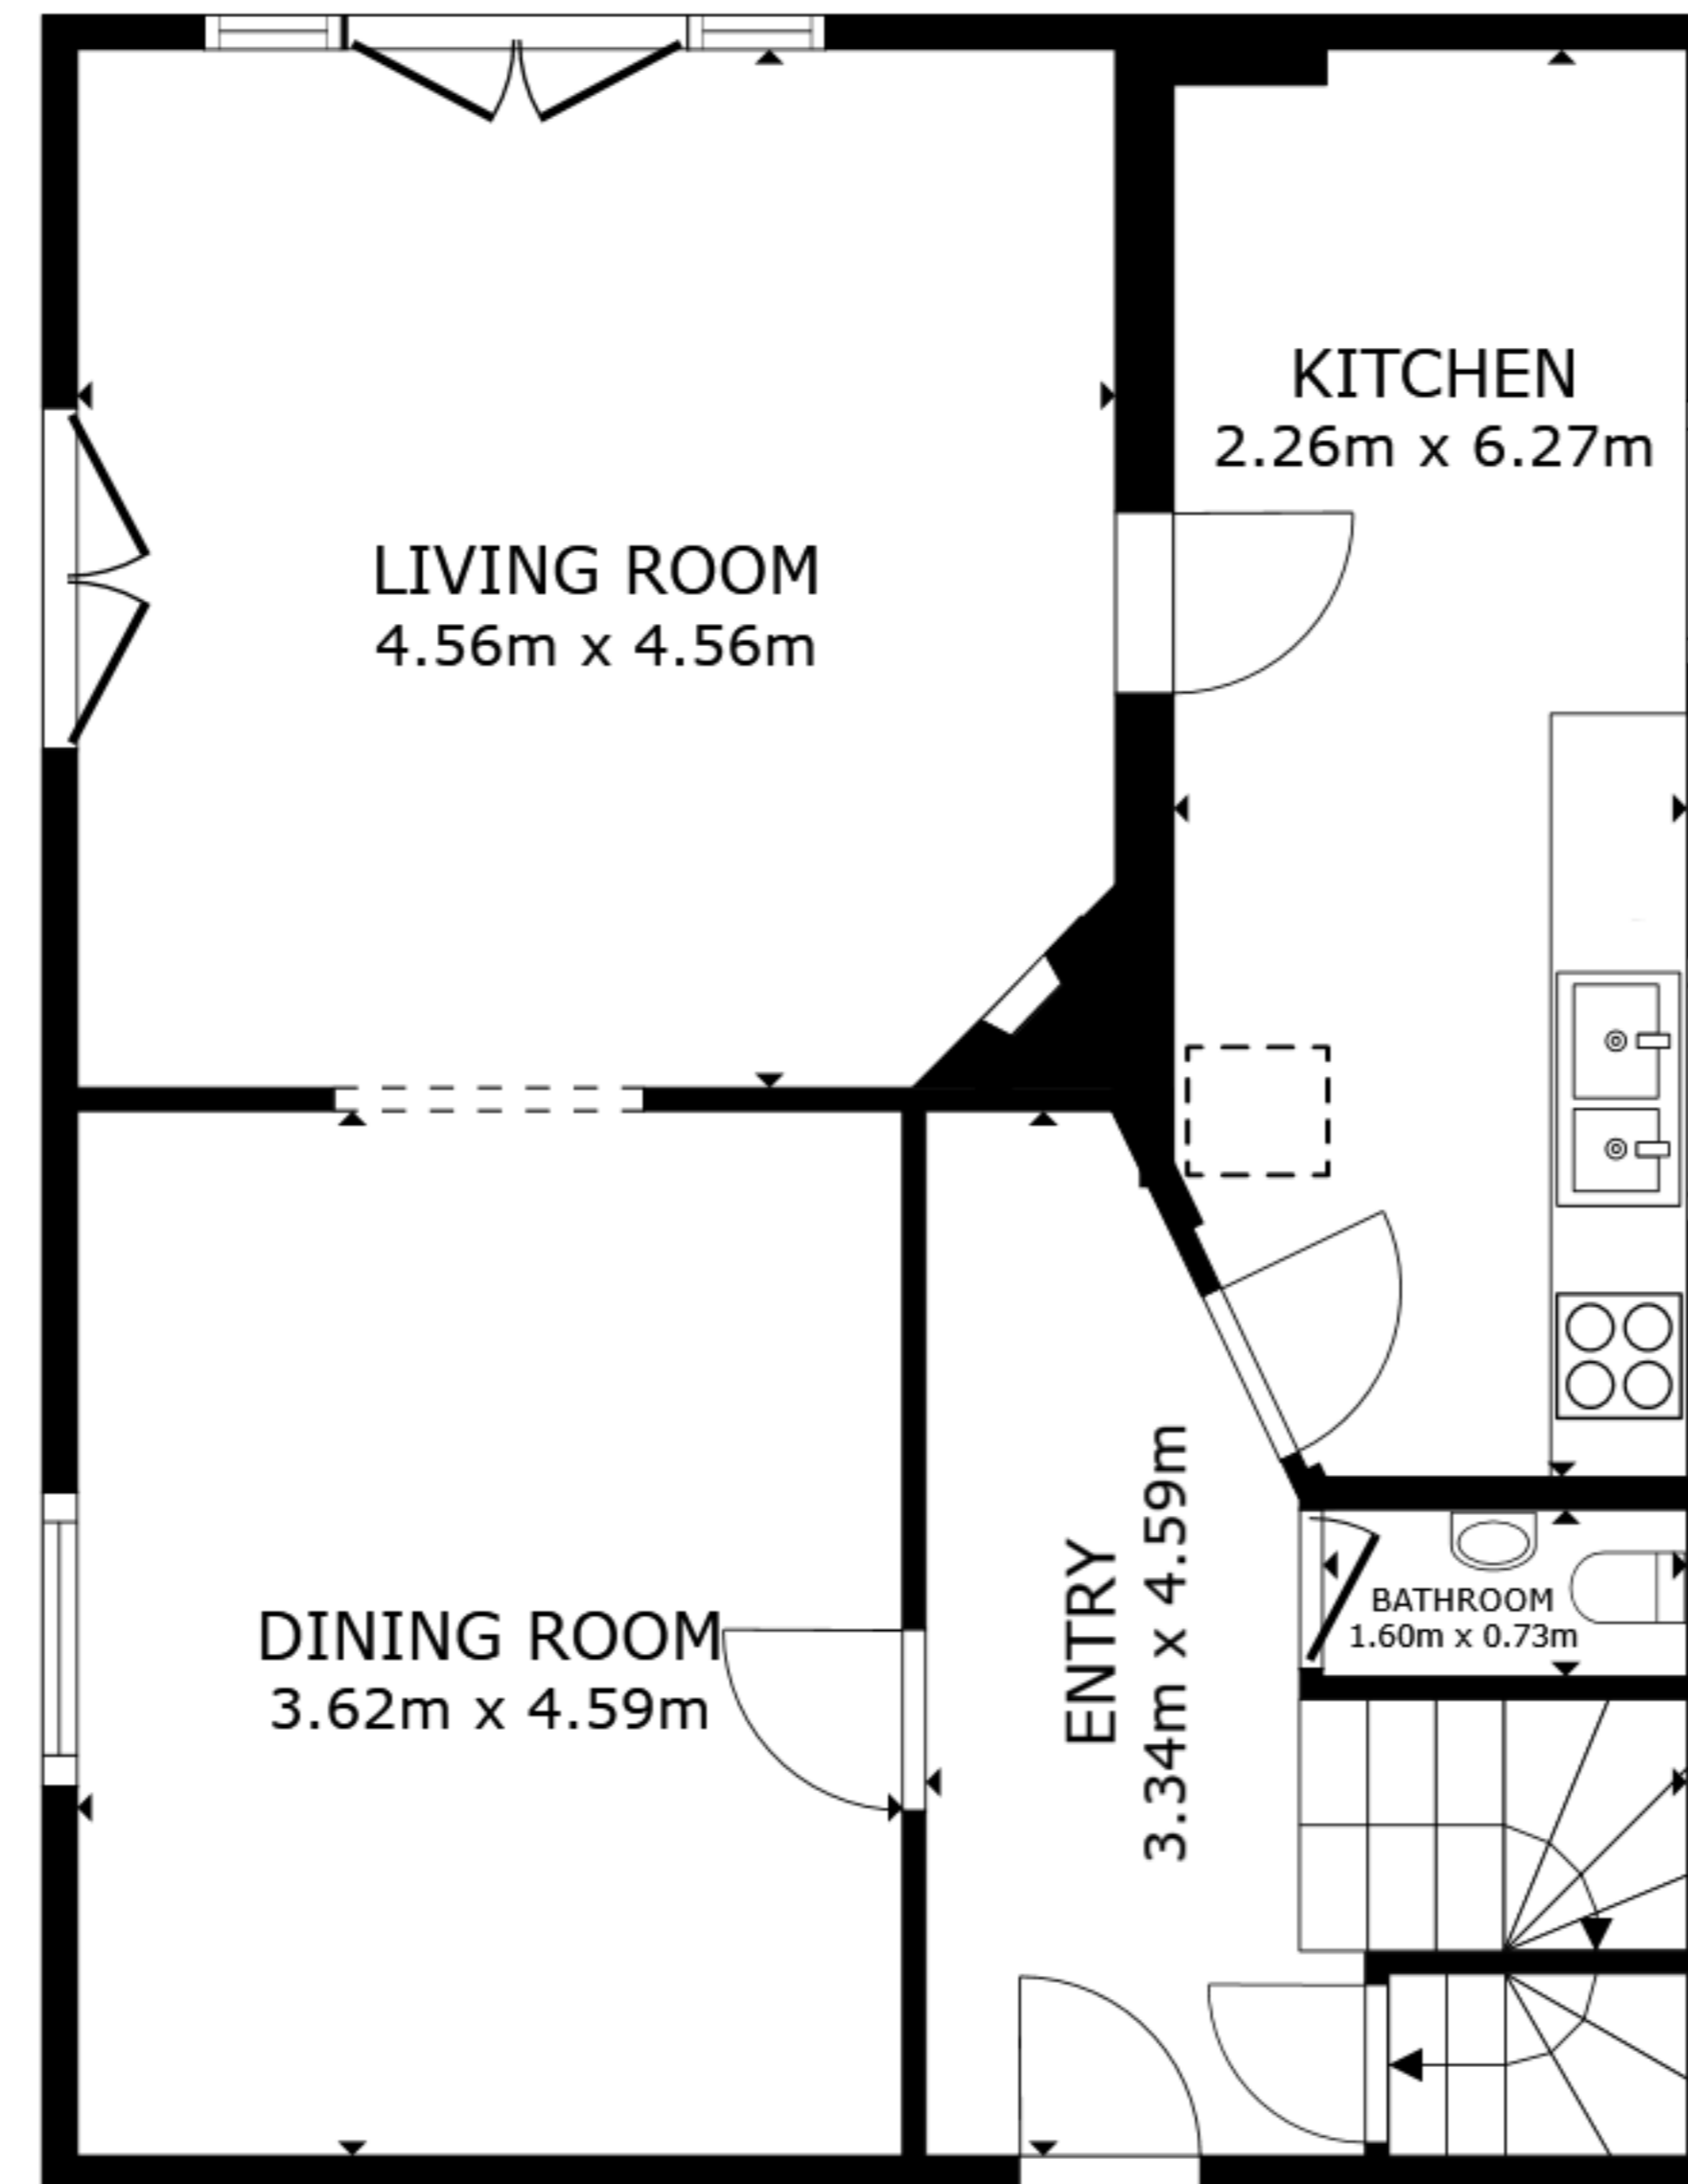 KITCHEN
2.26m x 6.27m
LIVING ROOM
4.56m x 4.56m
DINING ROOM
3.62m x 4.59m
ENTRY
3.34m x 4.59m
BATHROOM
1.60m x 0.73m